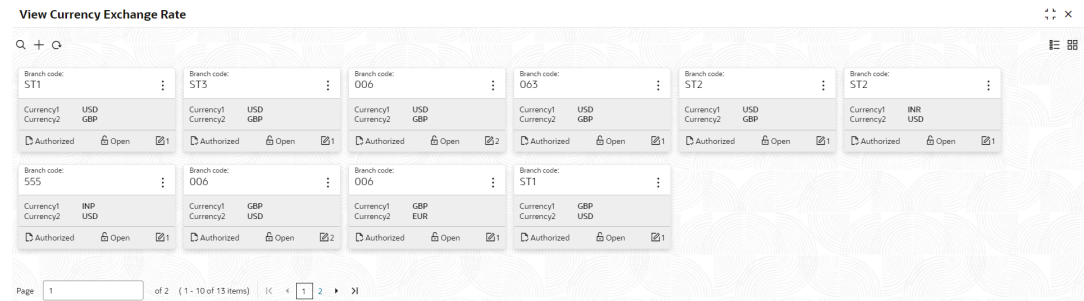 View Currency Exchange Rate
Branch code:
ST1
Currency1 USD
Currency2 GBP
Authorized Open 1
Branch code:
ST3
Currency1 USD
Currency2 GBP
Authorized Open 1
Branch code:
006
Currency1 USD
Currency2 GBP
Authorized Open 2
Branch code:
063
Currency1 USD
Currency2 GBP
Authorized Open 1
Branch code:
ST2
Currency1 USD
Currency2 GBP
Authorized Open 1
Branch code:
ST2
Currency1 INR
Currency2 USD
Authorized Open 1
Branch code:
555
Currency1 INP
Currency2 USD
Authorized Open 1
Branch code:
006
Currency1 GBP
Currency2 USD
Authorized Open 2
Branch code:
006
Currency1 GBP
Currency2 EUR
Authorized Open 1
Branch code:
ST1
Currency1 GBP
Currency2 USD
Authorized Open 1
Page 1 of 2 (1 - 10 of 13 items) 1 2